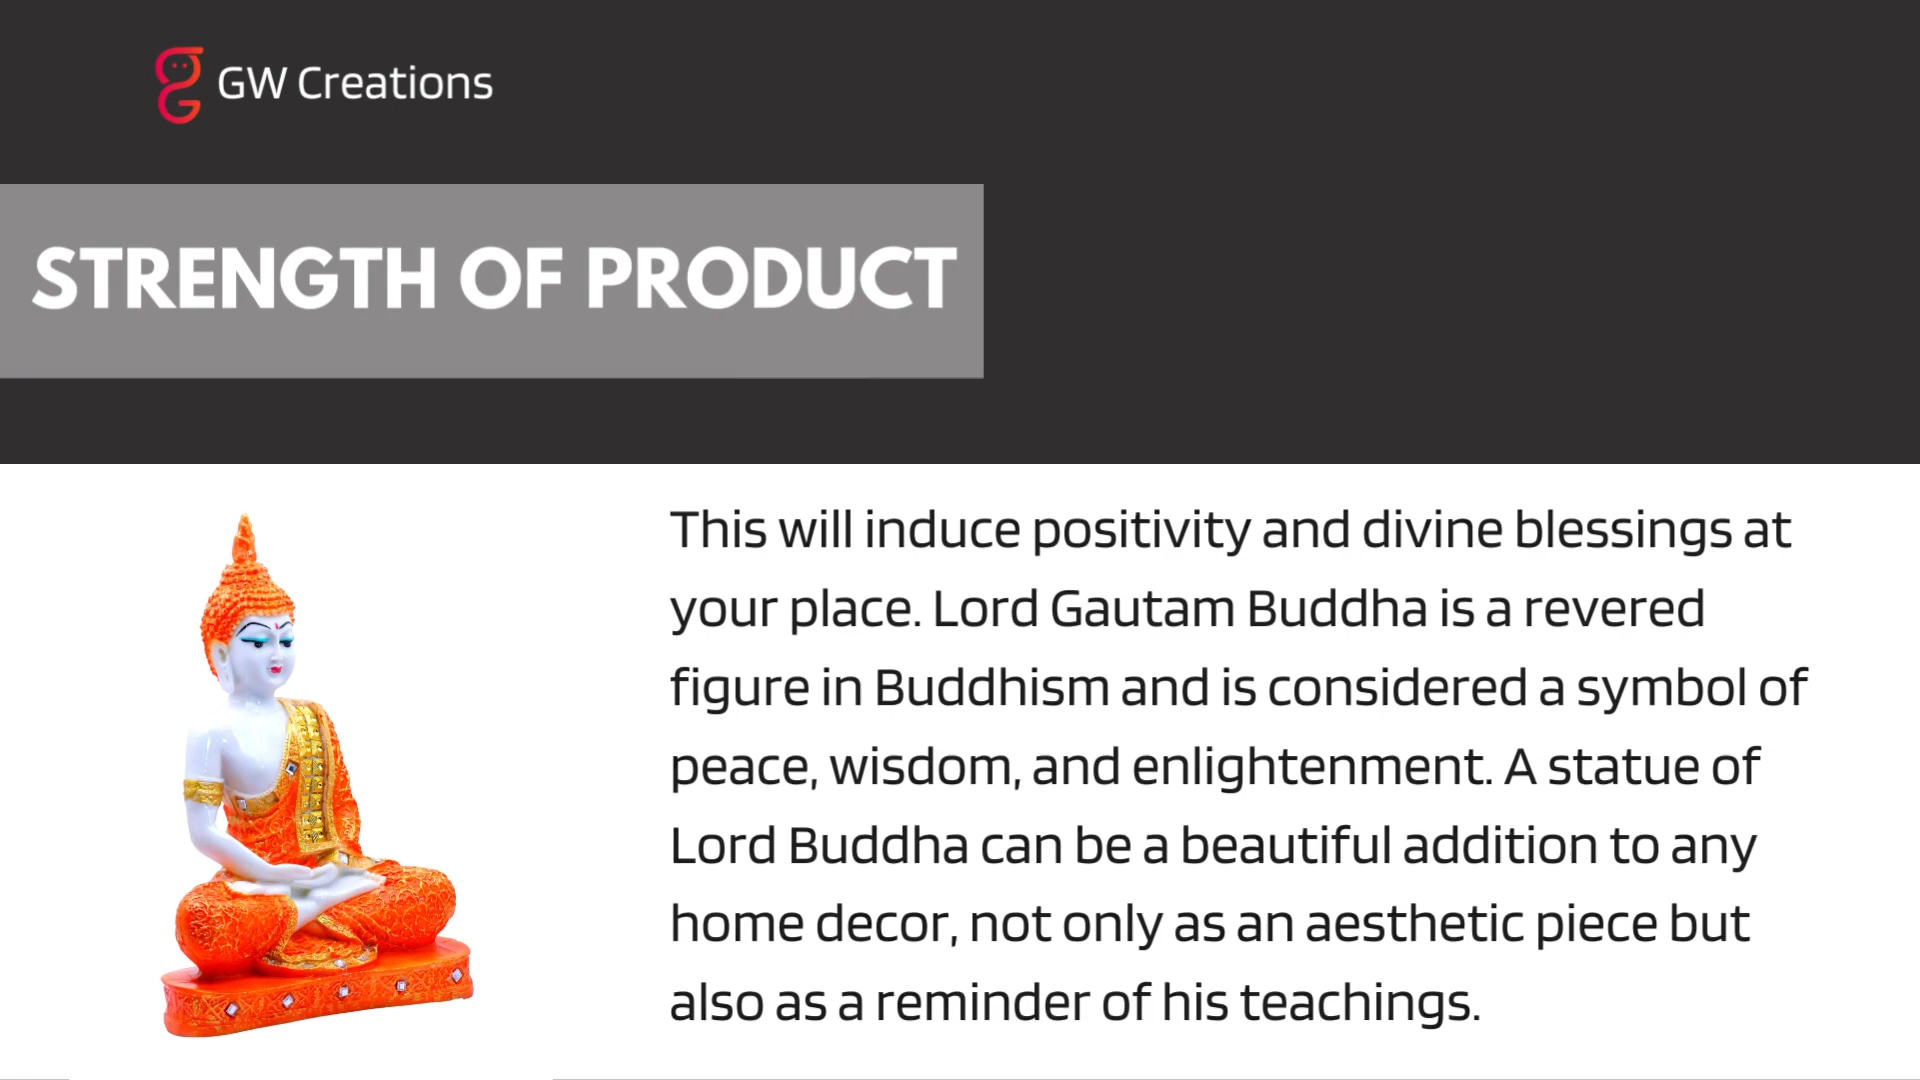 GW Creations
STRENGTH OF PRODUCT
This will induce positivity and divine blessings at
your place. Lord Gautam Buddha is a revered
figure in Buddhism and is considered a symbol of
peace, wisdom, and enlightenment. A statue of
Lord Buddha can be a beautiful addition to any
home decor, not only as an aesthetic piece but
also as a reminder of his teachings.